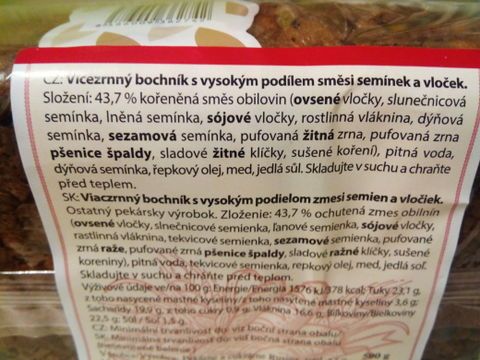 CZ: Vícezrnný bochník s vysokým podílem směsi semínek a vloček.
Složení: 43,7 % kořeněná směs obilovin (ovsené vločky, slunečnicová
semínka, lněná semínka, sójové vločky, rostlinná vláknina, dýňová
semínka, sezamová semínka, pufovaná žitná zrna, pufovaná zrna
pšenice špaldy, sladové žitné klíčky, sušené koření), pitná voda,
dýňová semínka, řepkový olej, med, jedlá sůl. Skladujte v suchu a chraňte
před teplem.
SK: Viaczrnný bochník s vysokým podielom zmesi semien a vločiek.
Ostatný pekársky výrobok. Zloženie: 43,7 % ochutená zmes obilnín
(ovsené vločky, slnečnicové semienka, ľanové semienka, sójové vločky,
rastlinná vláknina, tekvicové semienka, sezamové semienka, pufované
zrná raže, pufované zrná pšenice špaldy, sladové ražné klíčky, sušené
koreniny), pitná voda, tekvicové semienka, repkový olej, med, jedlá soľ.
Skladujte v suchu a chraňte pred teplom.
Výživové údaje ve/na 100 g: Energie/Energia 1576 kJ/378 kcal; Tuky 23,1 g,
z toho nasycené mastné kyseliny/ z toho nasýtené mastné kyseliny 3,6 g;
Sacharidy 19,9 g, z toho cukry 0,9 g; Vláknina 16,6 g, Bílkoviny/Bielkoviny
22,5 g; Sůl / Soľ 1,9 g.
CZ: Minimální trvanlivost do: viz boční strana obalu/
SK: Minimálna trvanlivosť do: viď bočná strana obalu
500 g